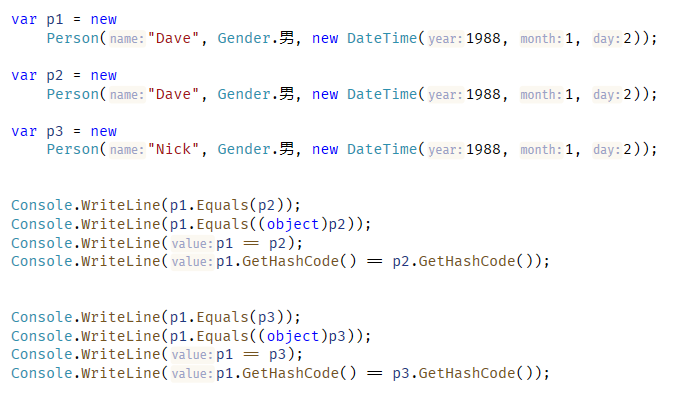 var p1 = new
Person( name: "Dave", Gender.男, new DateTime( year: 1988, month: 1, day: 2));
var p2 = new
Person( name: "Dave", Gender.男, new DateTime( year: 1988, month: 1, day: 2));
var p3 = new
Person( name: "Nick", Gender.男, new DateTime( year: 1988, month: 1, day: 2));
Console.WriteLine(p1.Equals(p2));
Console.WriteLine(p1.Equals((object)p2));
Console.WriteLine( value: p1 == p2);
Console.WriteLine( value: p1.GetHashCode() == p2.GetHashCode());
Console.WriteLine(p1.Equals(p3));
Console.WriteLine(p1.Equals((object)p3));
Console.WriteLine( value: p1 == p3);
Console.WriteLine( value: p1.GetHashCode() == p3.GetHashCode());